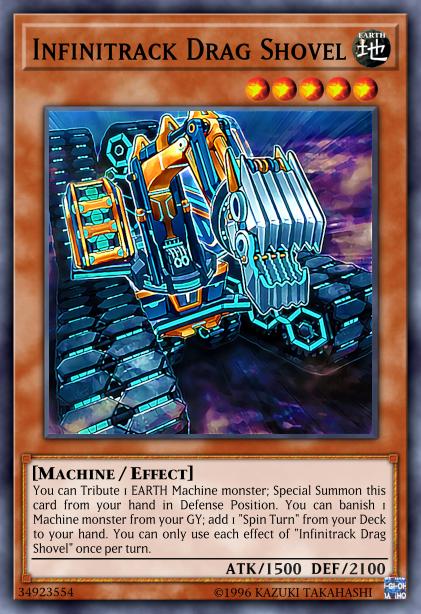 INFINITRACK DRAG SHOVEL
EARTH
地
[MACHINE / EFFECT]
You can Tribute 1 EARTH Machine monster; Special Summon this
card from your hand in Defense Position. You can banish 1
Machine monster from your GY; add 1 "Spin Turn" from your Deck
to your hand. You can only use each effect of "Infinitrack Drag
Shovel" once per turn.
ATK/1500 DEF/2100
34923554
©1996 KAZUKI TAKAHASHI